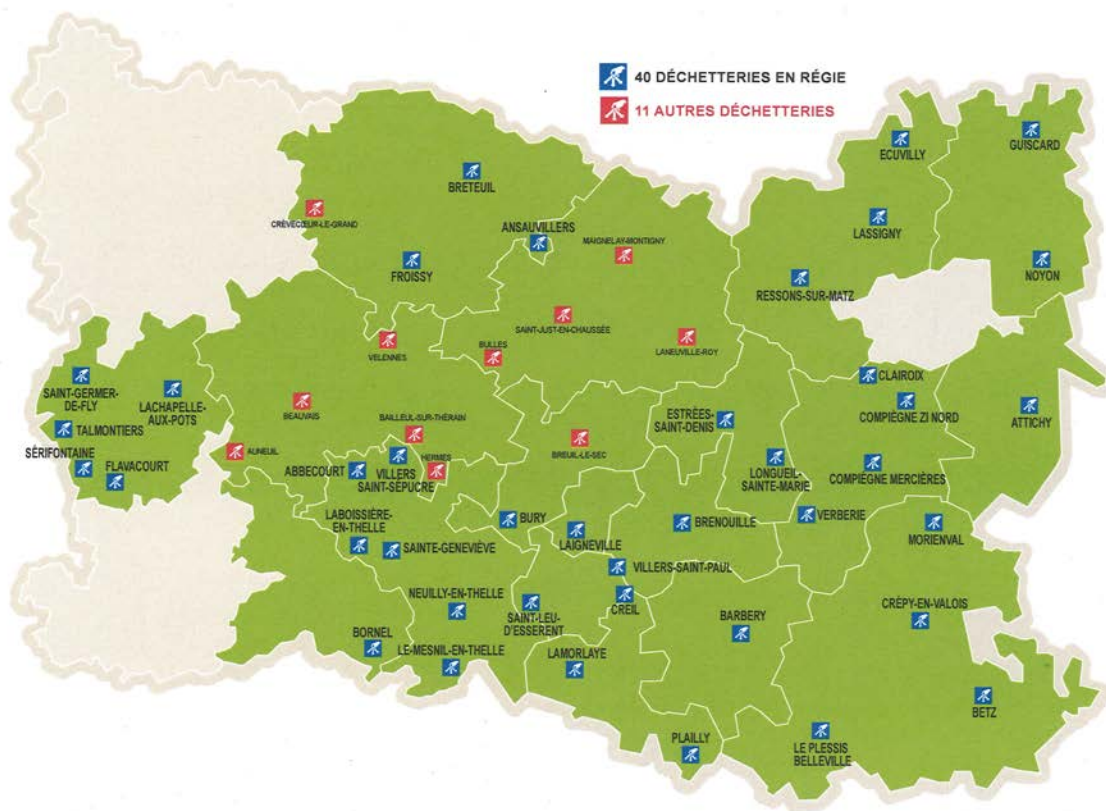 40 DÉCHETTERIES EN RÉGIE
11 AUTRES DÉCHETTERIES
ECUVILLY
GUISCARD
BRETEUIL
CRÈVECŒUR-LE-GRAND
ANSAUVILLERS
MAIGNELAY-MONTIGNY
LASSIGNY
FROISSY
NOYON
RESSONS-SUR-MATZ
SAINT-JUST-EN-CHAUSSÉE
VELENNES
BULLES
LANEUVILLE-ROY
CLAIROIX
SAINT-GERMER-
DE-FLY
LACHAPELLE-
AUX-POTS
BEAUVAIS
BAILLEUL-SUR-THÉRAIN
ESTRÉES-
SAINT-DENIS
COMPIÈGNE ZI NORD
ATTICHY
TALMONTIERS
SÉRIFONTAINE
FLAVACOURT
AUNEUIL
ABBECOURT
VILLERS
SAINT-SÉPUCRE
HERMES
BREUIL-LE-SEC
LONGUEIL-
SAINTE-MARIE
COMPIÈGNE MERCIÈRES
LABOISSIÈRE-
EN-THELLE
BURY
BRENOUILLE
VERBERIE
MORIENVAL
SAINTE-GENEVIÈVE
LAIGNEVILLE
VILLERS-SAINT-PAUL
NEUILLY-EN-THELLE
SAINT-LEU-
D'ESSERENT
CREIL
BARBERY
CRÉPY-EN-VALOIS
BORNEL
LE-MESNIL-EN-THELLE
LAMORLAYE
BETZ
PLAILLY
LE PLESSIS
BELLEVILLE